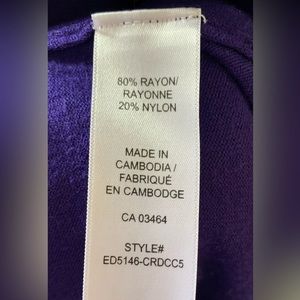 80% RAYON/
RAYONNE
20% NYLON
MADE IN
CAMBODIA /
FABRIQUÉ
EN CAMBODGE
CA 03464
STYLE#
ED5146-CRDCC5